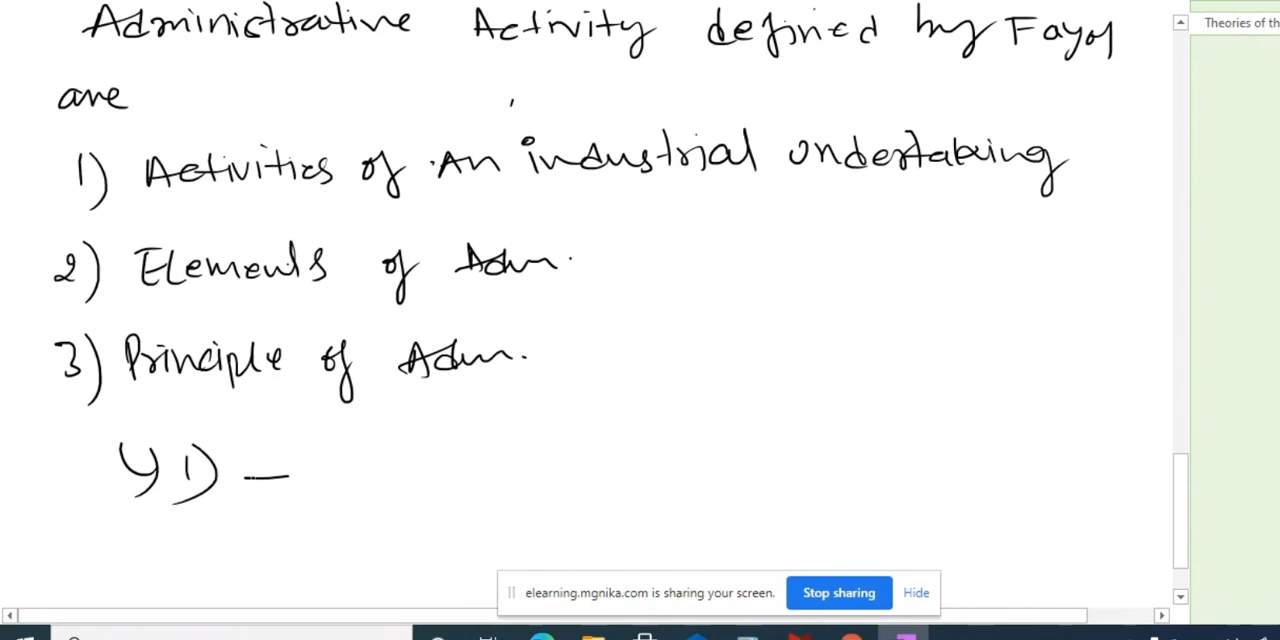 Administrative Activity defined by Fayol
are
1) Activities of An industrial undertaking
2) Elements of Adm.
3) Principle of Adm.
y 1) —
Theories of th
elearning.mgnika.com is sharing your screen. Stop sharing Hide